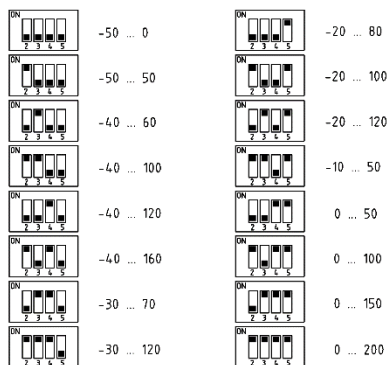 ON
2 3 4 5
-50 ... 0
ON
2 3 4 5
-50 ... 50
ON
2 3 4 5
-40 ... 60
ON
2 3 4 5
-40 ... 100
ON
2 3 4 5
-40 ... 120
ON
2 3 4 5
-40 ... 160
ON
2 3 4 5
-30 ... 70
ON
2 3 4 5
-30 ... 120
ON
2 3 4 5
-20 ... 80
ON
2 3 4 5
-20 ... 100
ON
2 3 4 5
-20 ... 120
ON
2 3 4 5
-10 ... 50
ON
2 3 4 5
0 ... 50
ON
2 3 4 5
0 ... 100
ON
2 3 4 5
0 ... 150
ON
2 3 4 5
0 ... 200